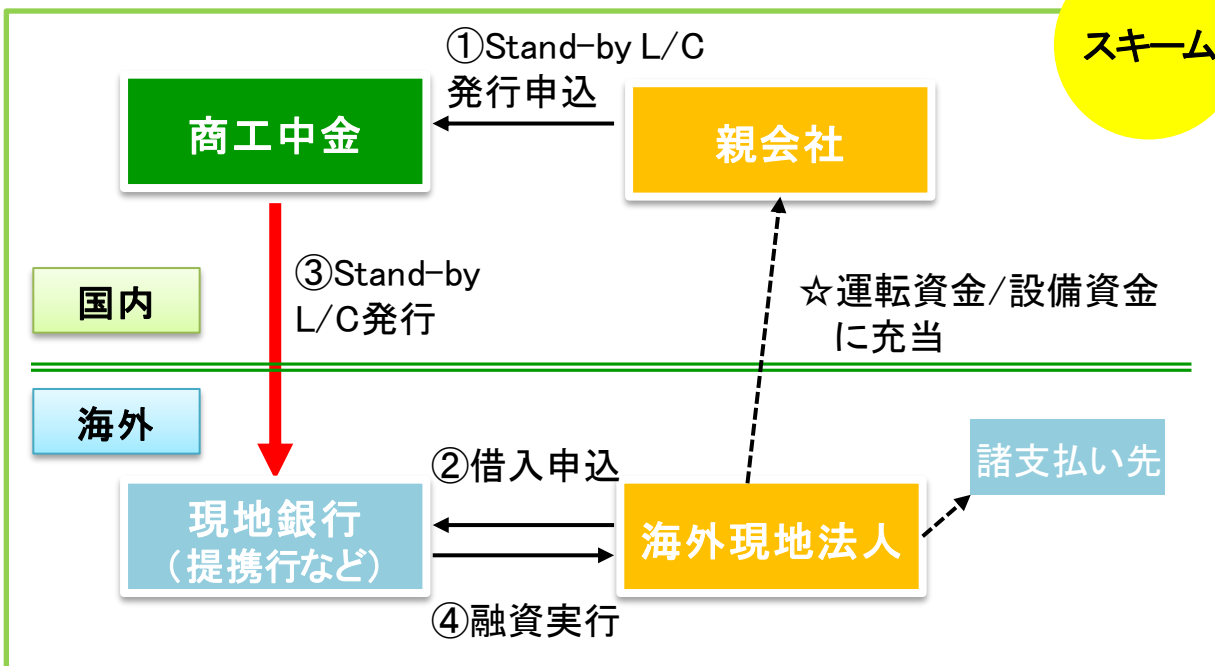 スキーム
①Stand-by L/C
発行申込
商工中金
親会社
③Stand-by
L/C発行
☆運転資金/設備資金
に充当
国内
海外
②借入申込
諸支払い先
現地銀行
（提携行など）
海外現地法人
④融資実行